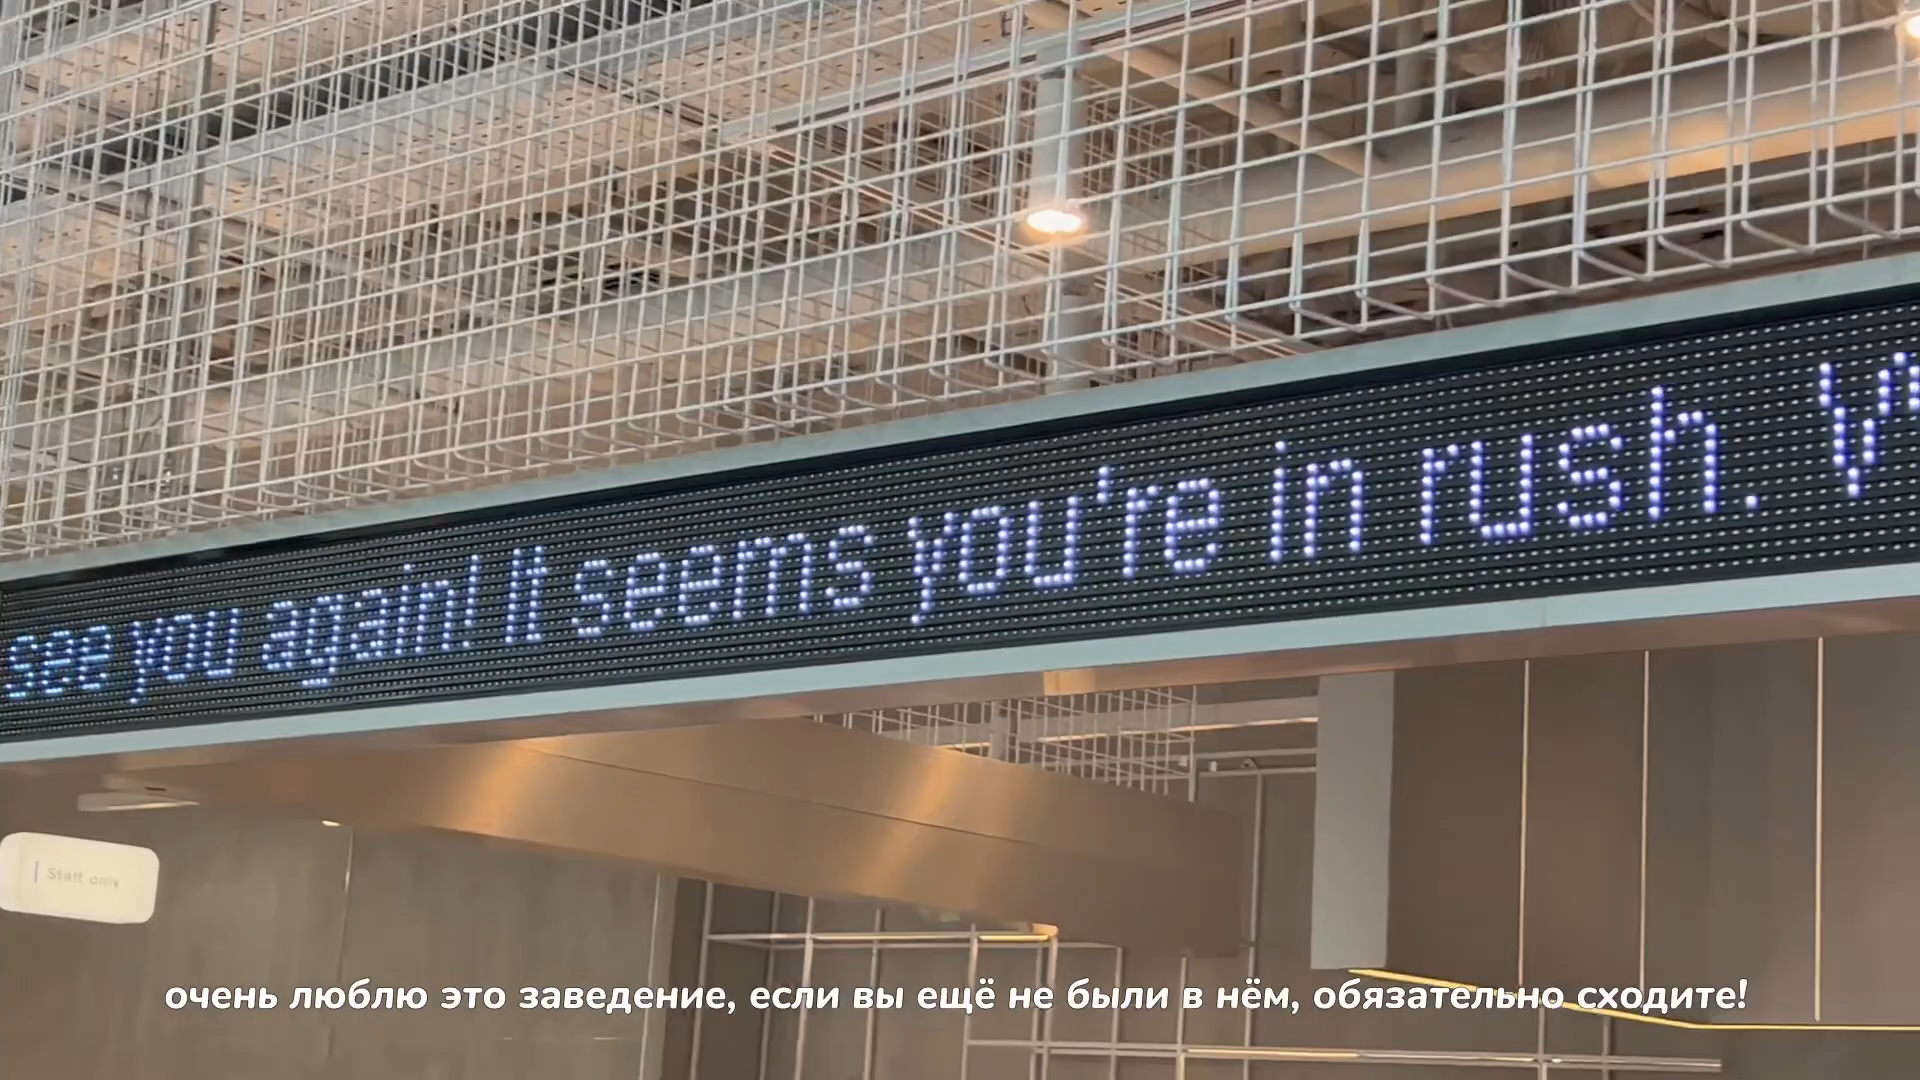 see you again! It seems you're in rush.
Staff only
очень люблю это заведение, если вы ещё не были в нём, обязательно сходите!